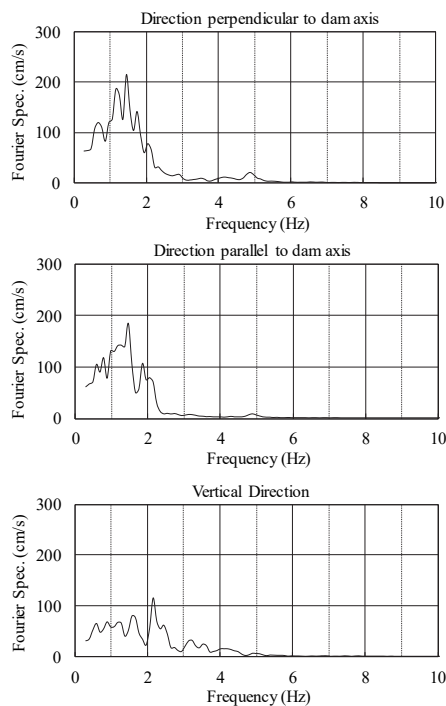 Direction perpendicular to dam axis
300
200
100
0
Fourier Spec. (cm/s)
0 2 4 6 8 10
Frequency (Hz)
Direction parallel to dam axis
300
200
100
0
Fourier Spec. (cm/s)
0 2 4 6 8 10
Frequency (Hz)
Vertical Direction
300
200
100
0
Fourier Spec. (cm/s)
0 2 4 6 8 10
Frequency (Hz)